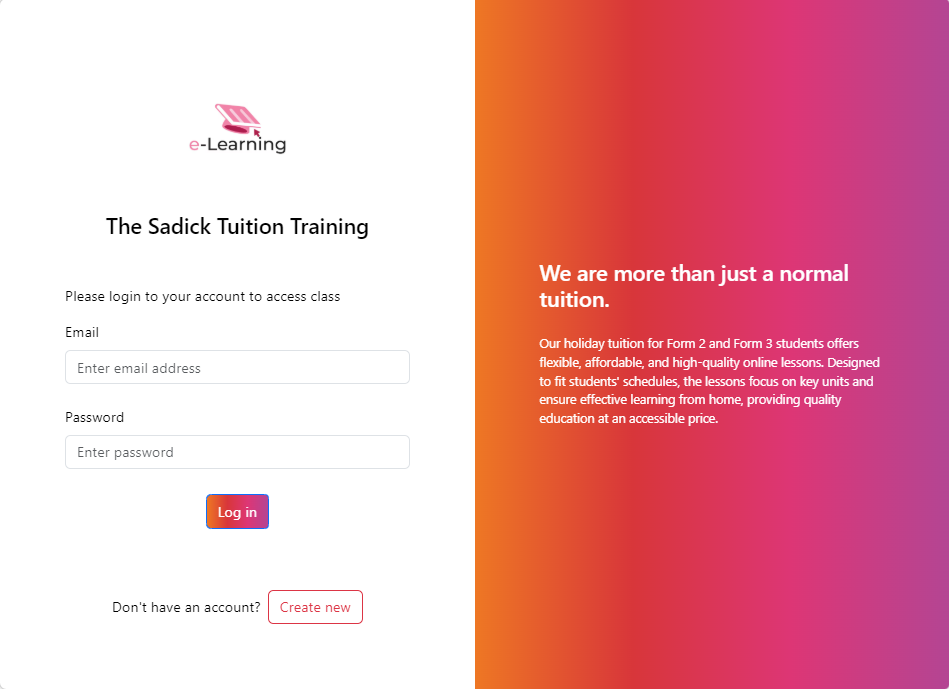 e-Learning
The Sadick Tuition Training
Please login to your account to access class
Email
Enter email address
Password
Enter password
Log in
Don't have an account? Create new
We are more than just a normal
tuition.
Our holiday tuition for Form 2 and Form 3 students offers
flexible, affordable, and high-quality online lessons. Designed
to fit students' schedules, the lessons focus on key units and
ensure effective learning from home, providing quality
education at an accessible price.